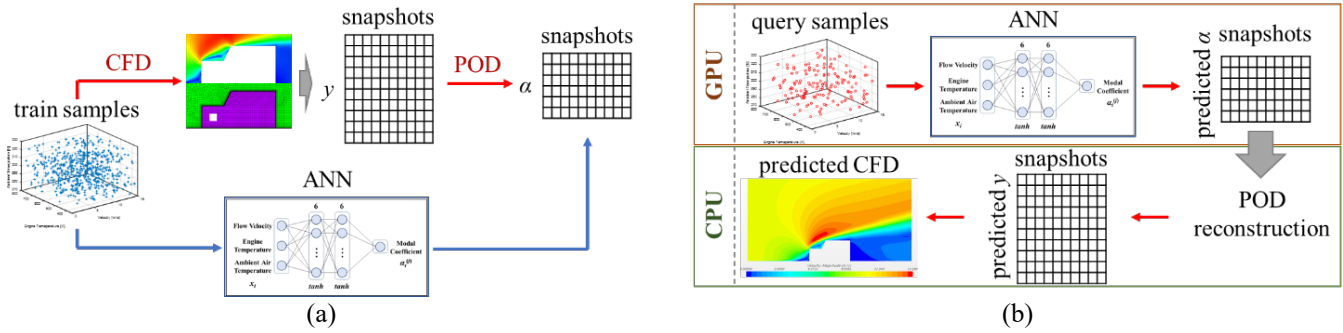 snapshots
CFD
y
POD
snapshots
α
train samples
ANN
6 6
Flow Velocity
Engine
Temperature
Ambient Air
Temperature
x_i
tanh tanh
Modal
Coefficient
(a)
GPU
query samples
ANN
6 6
Flow Velocity
Engine
Temperature
Ambient Air
Temperature
x_i
tanh tanh
Modal
Coefficient
predicted α
snapshots
CPU
predicted CFD
predicted y
snapshots
POD
reconstruction
(b)